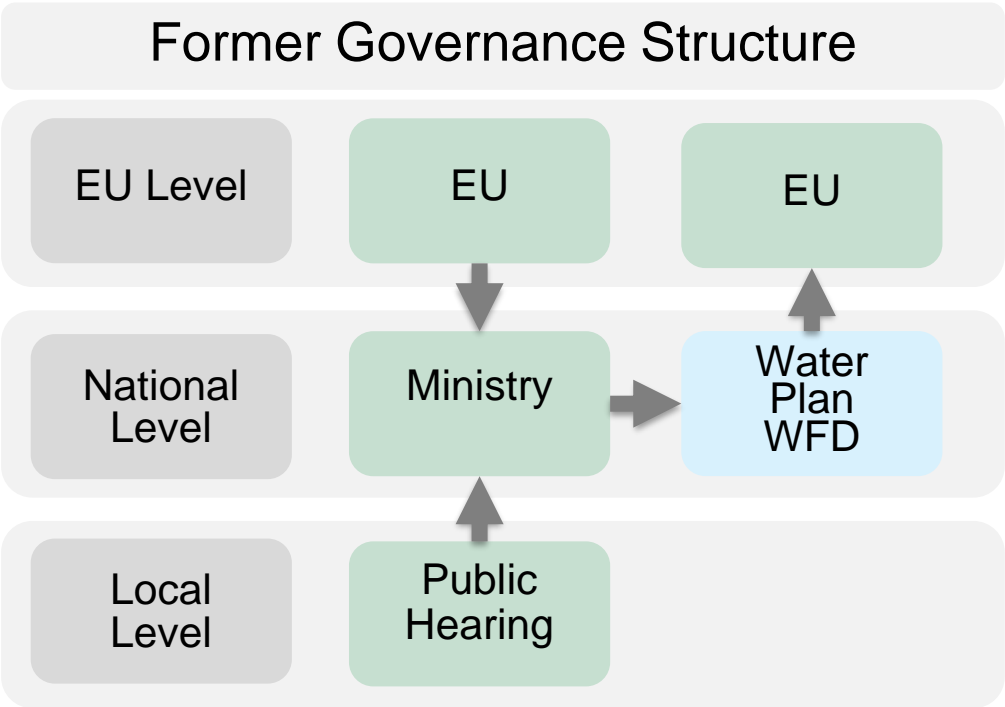 Former Governance Structure
EU Level
EU
EU
National
Level
Ministry
Water
Plan
WFD
Local
Level
Public
Hearing